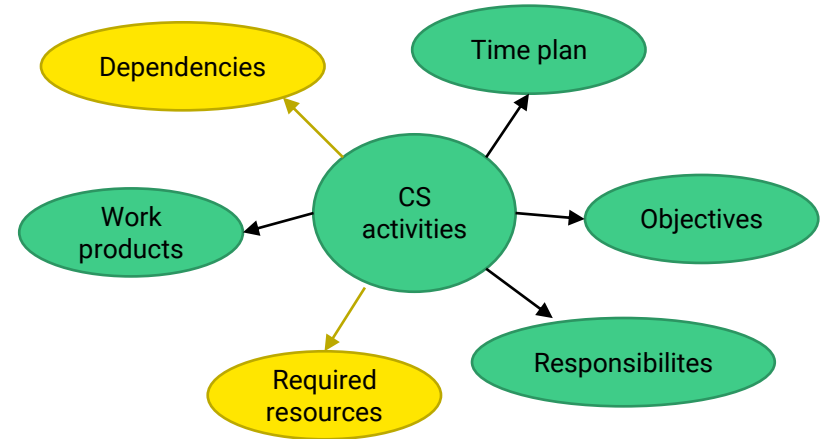 Time plan
Dependencies
CS
activities
Work
products
Objectives
Responsibilites
Required
resources